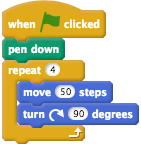 when clicked
pen down
repeat 4
move 50 steps
turn 90 degrees